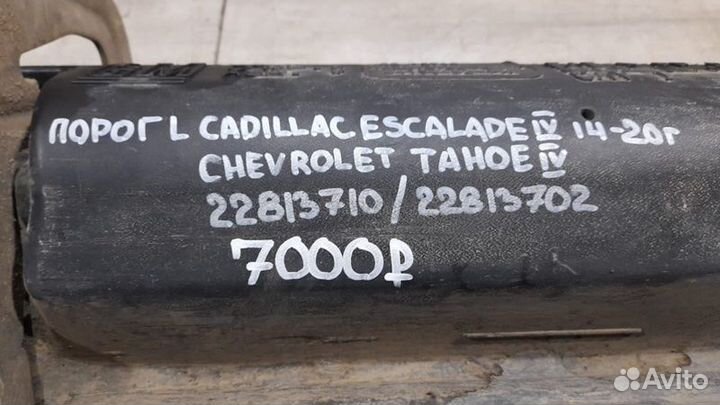 ПОРОГ L CADILLAC ESCALADE IV 14-20г
CHEVROLET TAHOE IV
22813710/22813702
7000₽
Avito